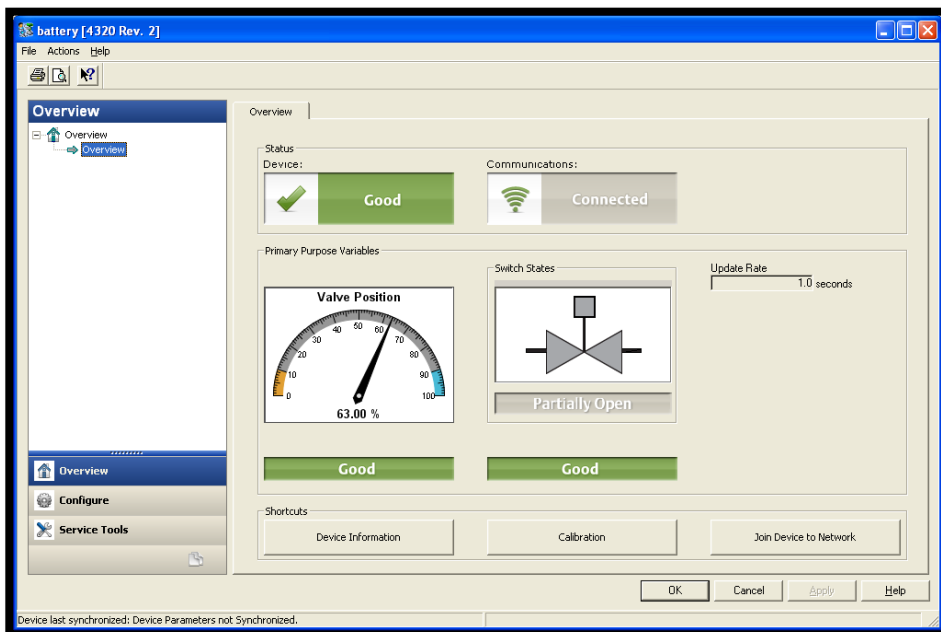 battery [4320 Rev. 2]
File Actions Help
Overview
Overview
Overview
Overview
Configure
Service Tools
Overview
Status
Device:
Good
Communications:
Connected
Primary Purpose Variables
Valve Position
0
10
20
30
40
50
60
70
80
90
100
63.00 %
Good
Switch States
Partially Open
Good
Update Rate
1.0 seconds
Shortcuts
Device Information
Calibration
Join Device to Network
OK
Cancel
Apply
Help
Device last synchronized: Device Parameters not Synchronized.